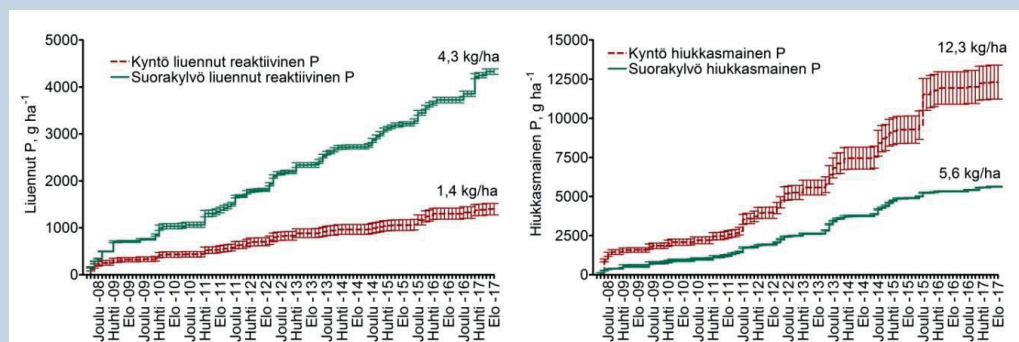 5000
4000
3000
2000
1000
0
Liuennut P, g ha⁻¹
Kyntö liuennut reaktiivinen P
Suorakylvö liuennut reaktiivinen P
4,3 kg/ha
1,4 kg/ha
Joulu -08
Huhti -09
Elo -09
Joulu -09
Huhti -10
Elo -10
Joulu -10
Huhti -11
Elo -11
Joulu -11
Huhti -12
Elo -12
Joulu -12
Huhti -13
Elo -13
Joulu -13
Huhti -14
Elo -14
Joulu -14
Huhti -15
Elo -15
Joulu -15
Huhti -16
Elo -16
Joulu -16
Huhti -17
Elo -17
15000
12500
10000
7500
5000
2500
0
Hiukkasmainen P, g ha⁻¹
Kyntö hiukkasmainen P
Suorakylvö hiukkasmainen P
12,3 kg/ha
5,6 kg/ha
Joulu -08
Huhti -09
Elo -09
Joulu -09
Huhti -10
Elo -10
Joulu -10
Huhti -11
Elo -11
Joulu -11
Huhti -12
Elo -12
Joulu -12
Huhti -13
Elo -13
Joulu -13
Huhti -14
Elo -14
Joulu -14
Huhti -15
Elo -15
Joulu -15
Huhti -16
Elo -16
Joulu -16
Huhti -17
Elo -17